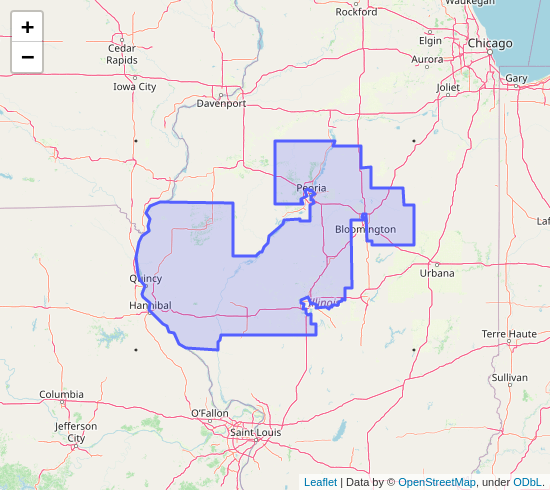 Waukegan
Rockford
+
Elgin
Cedar
Rapids
Chicago
Aurora
−
Iowa City
Gary
Joliet
Davenport
Peoria
Bloomington
Laf
Urbana
Quincy
Illinois
Hannibal
Terre Haute
Sullivan
Columbia
O'Fallon
Jefferson
City
Saint Louis
Leaflet | Data by © OpenStreetMap, under ODbL.